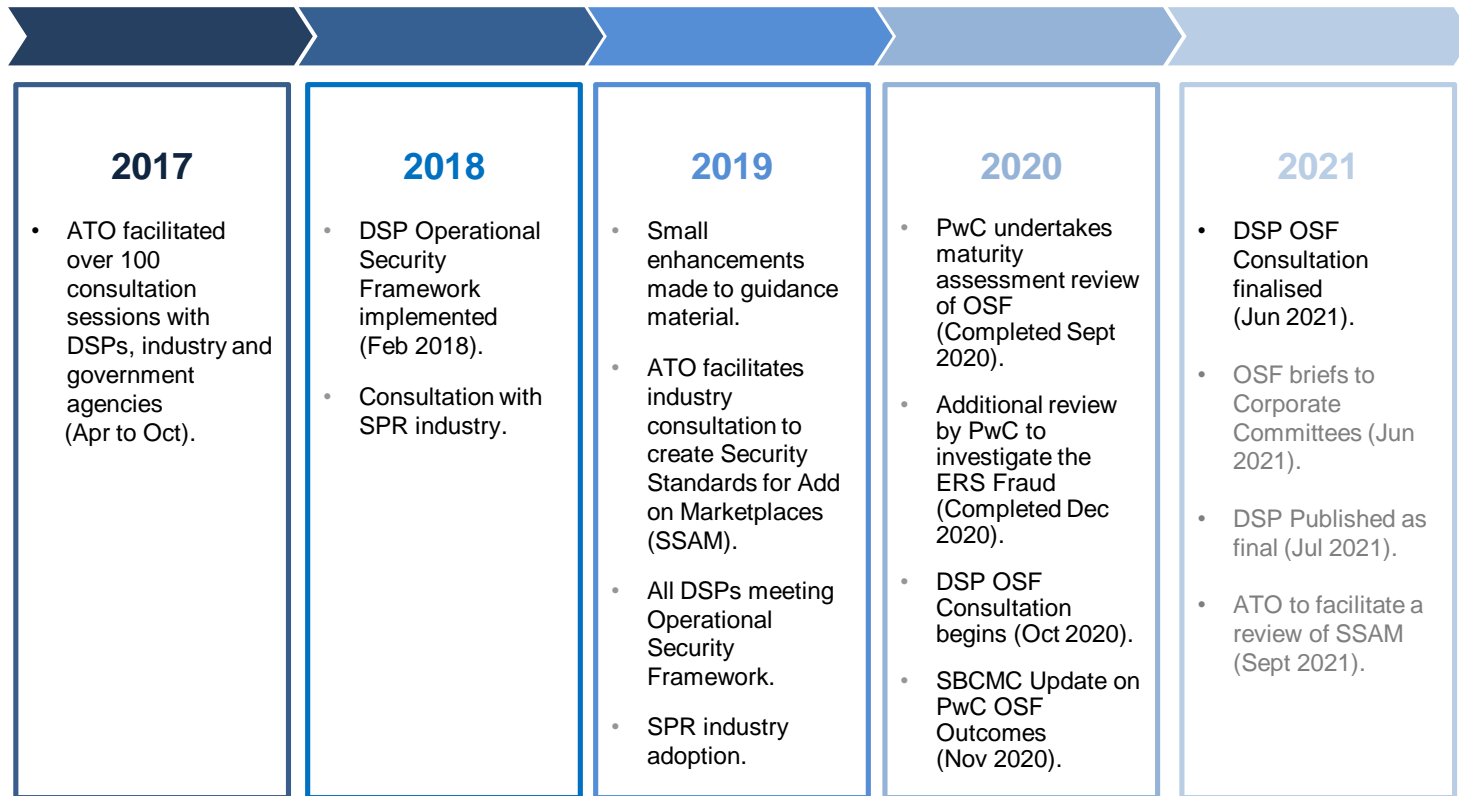 2017
• ATO facilitated
over 100
consultation
sessions with
DSPs, industry and
government
agencies
(Apr to Oct).
2018
• DSP Operational
Security
Framework
implemented
(Feb 2018).
• Consultation with
SPR industry.
2019
• Small
enhancements
made to guidance
material.
• ATO facilitates
industry
consultation to
create Security
Standards for Add
on Marketplaces
(SSAM).
• All DSPs meeting
Operational
Security
Framework.
• SPR industry
adoption.
2020
• PwC undertakes
maturity
assessment review
of OSF
(Completed Sept
2020).
• Additional review
by PwC to
investigate the
ERS Fraud
(Completed Dec
2020).
• DSP OSF
Consultation
begins (Oct 2020).
• SBCMC Update on
PwC OSF
Outcomes
(Nov 2020).
2021
• DSP OSF
Consultation
finalised
(Jun 2021).
• OSF briefs to
Corporate
Committees (Jun
2021).
• DSP Published as
final (Jul 2021).
• ATO to facilitate a
review of SSAM
(Sept 2021).